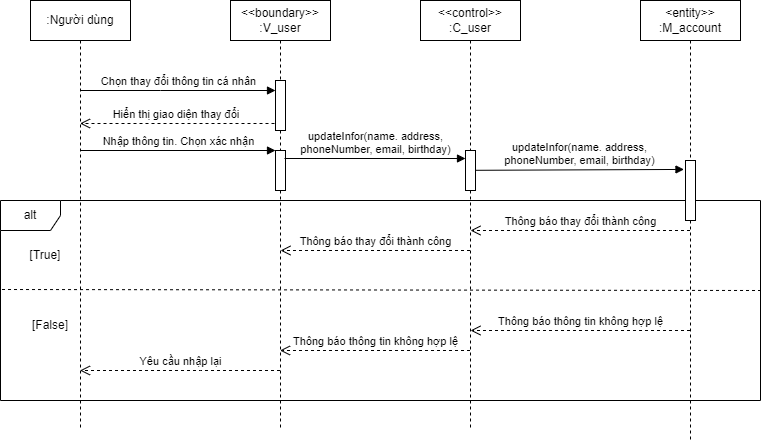 :Người dùng
<<boundary>>
:V_user
<<control>>
:C_user
<entity>>
:M_account
Chọn thay đổi thông tin cá nhân
Hiển thị giao diện thay đổi
Nhập thông tin. Chọn xác nhận
updateInfor(name. address,
phoneNumber, email, birthday)
updateInfor(name. address,
phoneNumber, email, birthday)
alt
Thông báo thay đổi thành công
Thông báo thay đổi thành công
[True]
Thông báo thông tin không hợp lệ
[False]
Thông báo thông tin không hợp lệ
Yêu cầu nhập lại